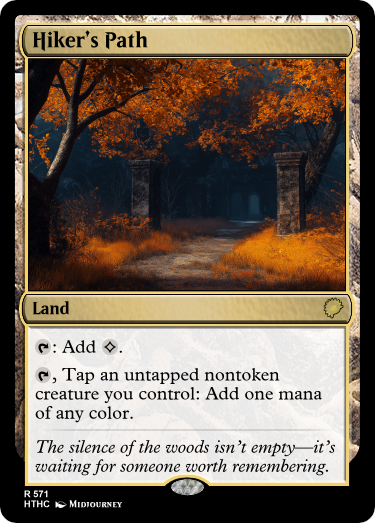 Hiker's Path
Land
: Add .
, Tap an untapped nontoken
creature you control: Add one mana
of any color.
The silence of the woods isn't empty—it's
waiting for someone worth remembering.
R 571
HTHC Midjourney